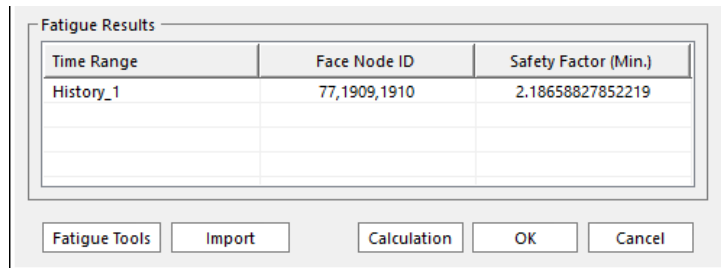 Fatigue Results
Time Range Face Node ID Safety Factor (Min.)
History_1 77,1909,1910 2.18658827852219
Fatigue Tools Import Calculation OK Cancel